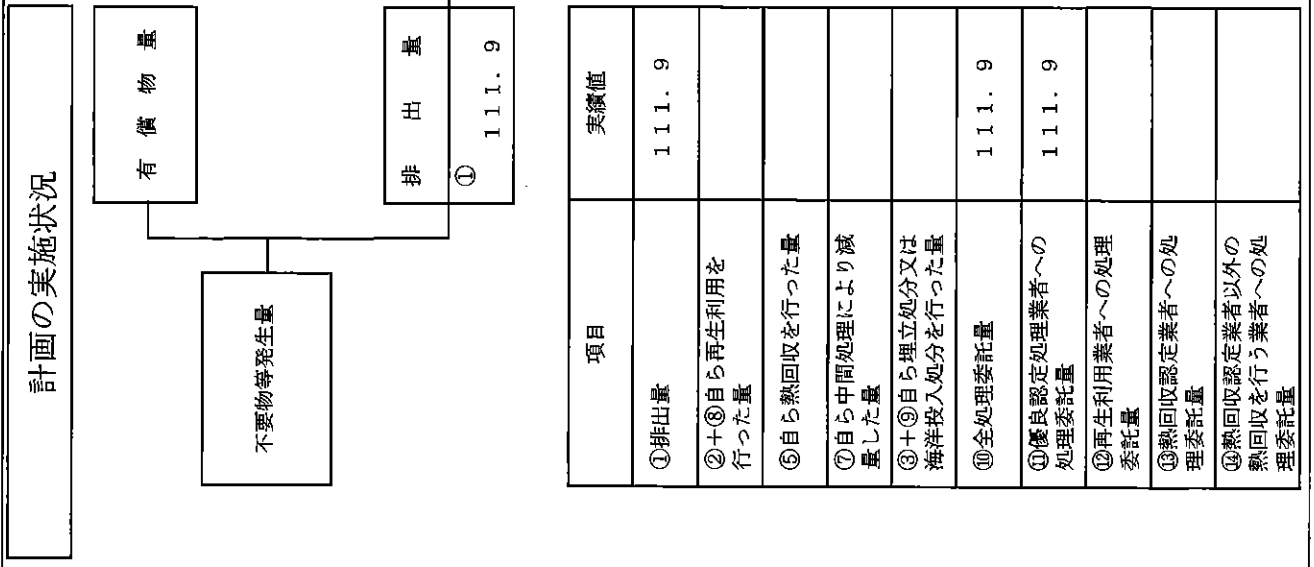 計画の実施状況
有償物量
不要物等発生量
排出量
①
111.9
項目
実績値
①排出量
111.9
②+⑧自ら再生利用を
行った量
⑤自ら熱回収を行った量
⑦自ら中間処理により減
量した量
③+⑨自ら埋立処分又は
海洋投入処分を行った量
⑩全処理委託量
111.9
⑪優良認定処理業者への
処理委託量
111.9
⑫再生利用業者への処理
委託量
⑬熱回収認定業者への処
理委託量
⑭熱回収認定業者以外の
熱回収を行う業者への処
理委託量